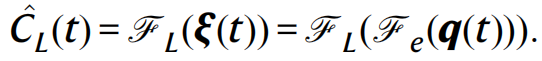 Ĉ_L(t) = ℱ_L(𝝃(t)) = ℱ_L(ℱ_e(𝒒(t))).